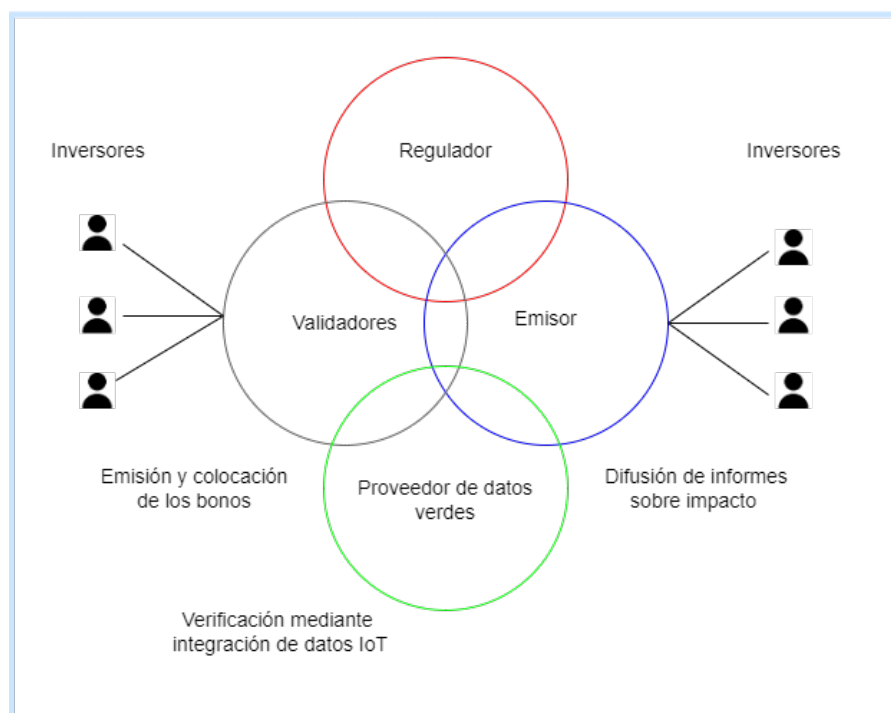 Regulador
Inversores
Inversores
Validadores
Emisor
Emisión y colocación
de los bonos
Proveedor de datos
verdes
Difusión de informes
sobre impacto
Verificación mediante
integración de datos IoT